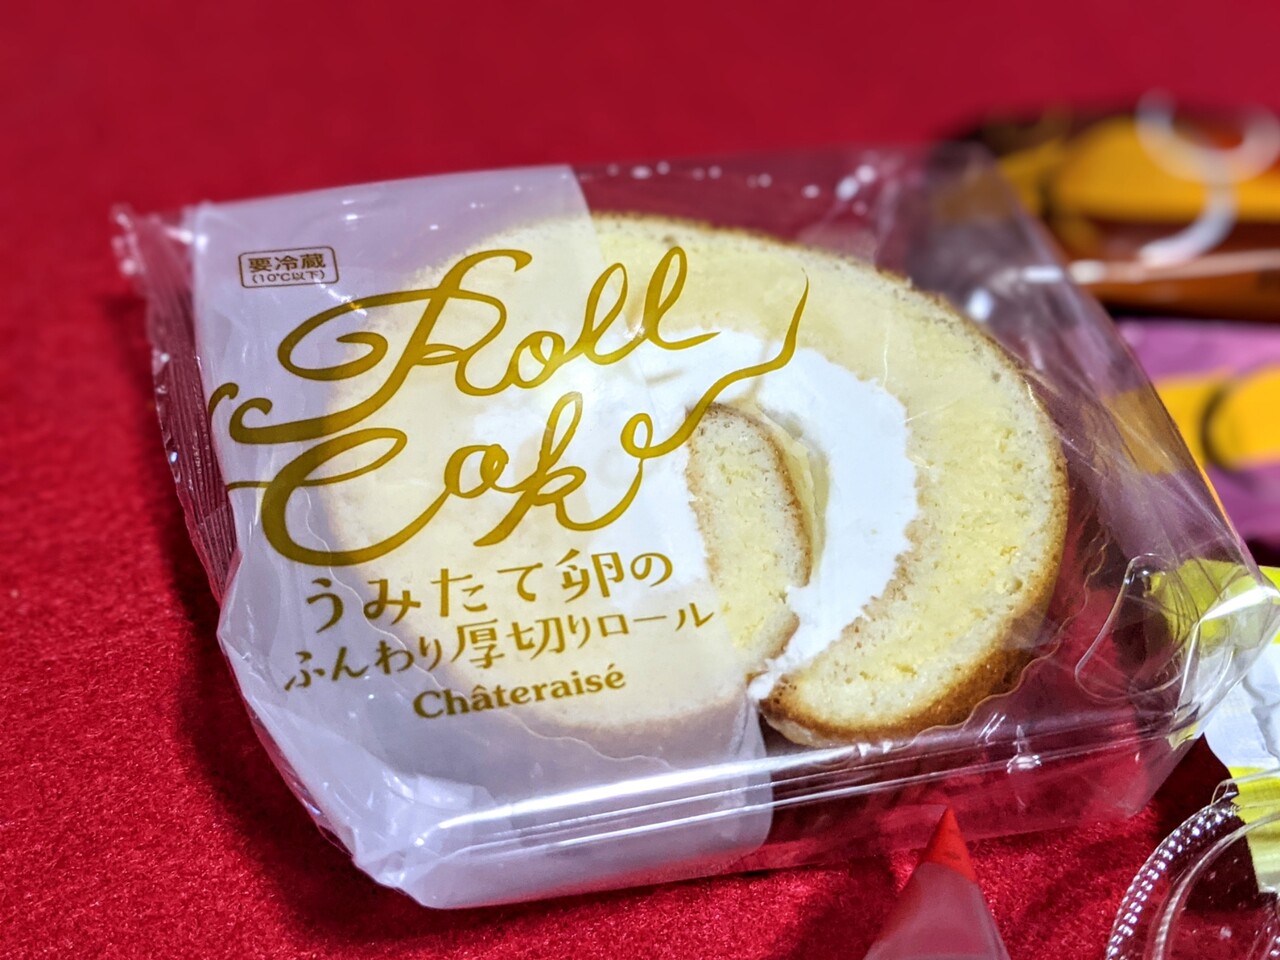 要冷蔵
(10℃以下)
Roll
Cake
うみたて卵の
ふんわり厚切りロール
Châteraisé